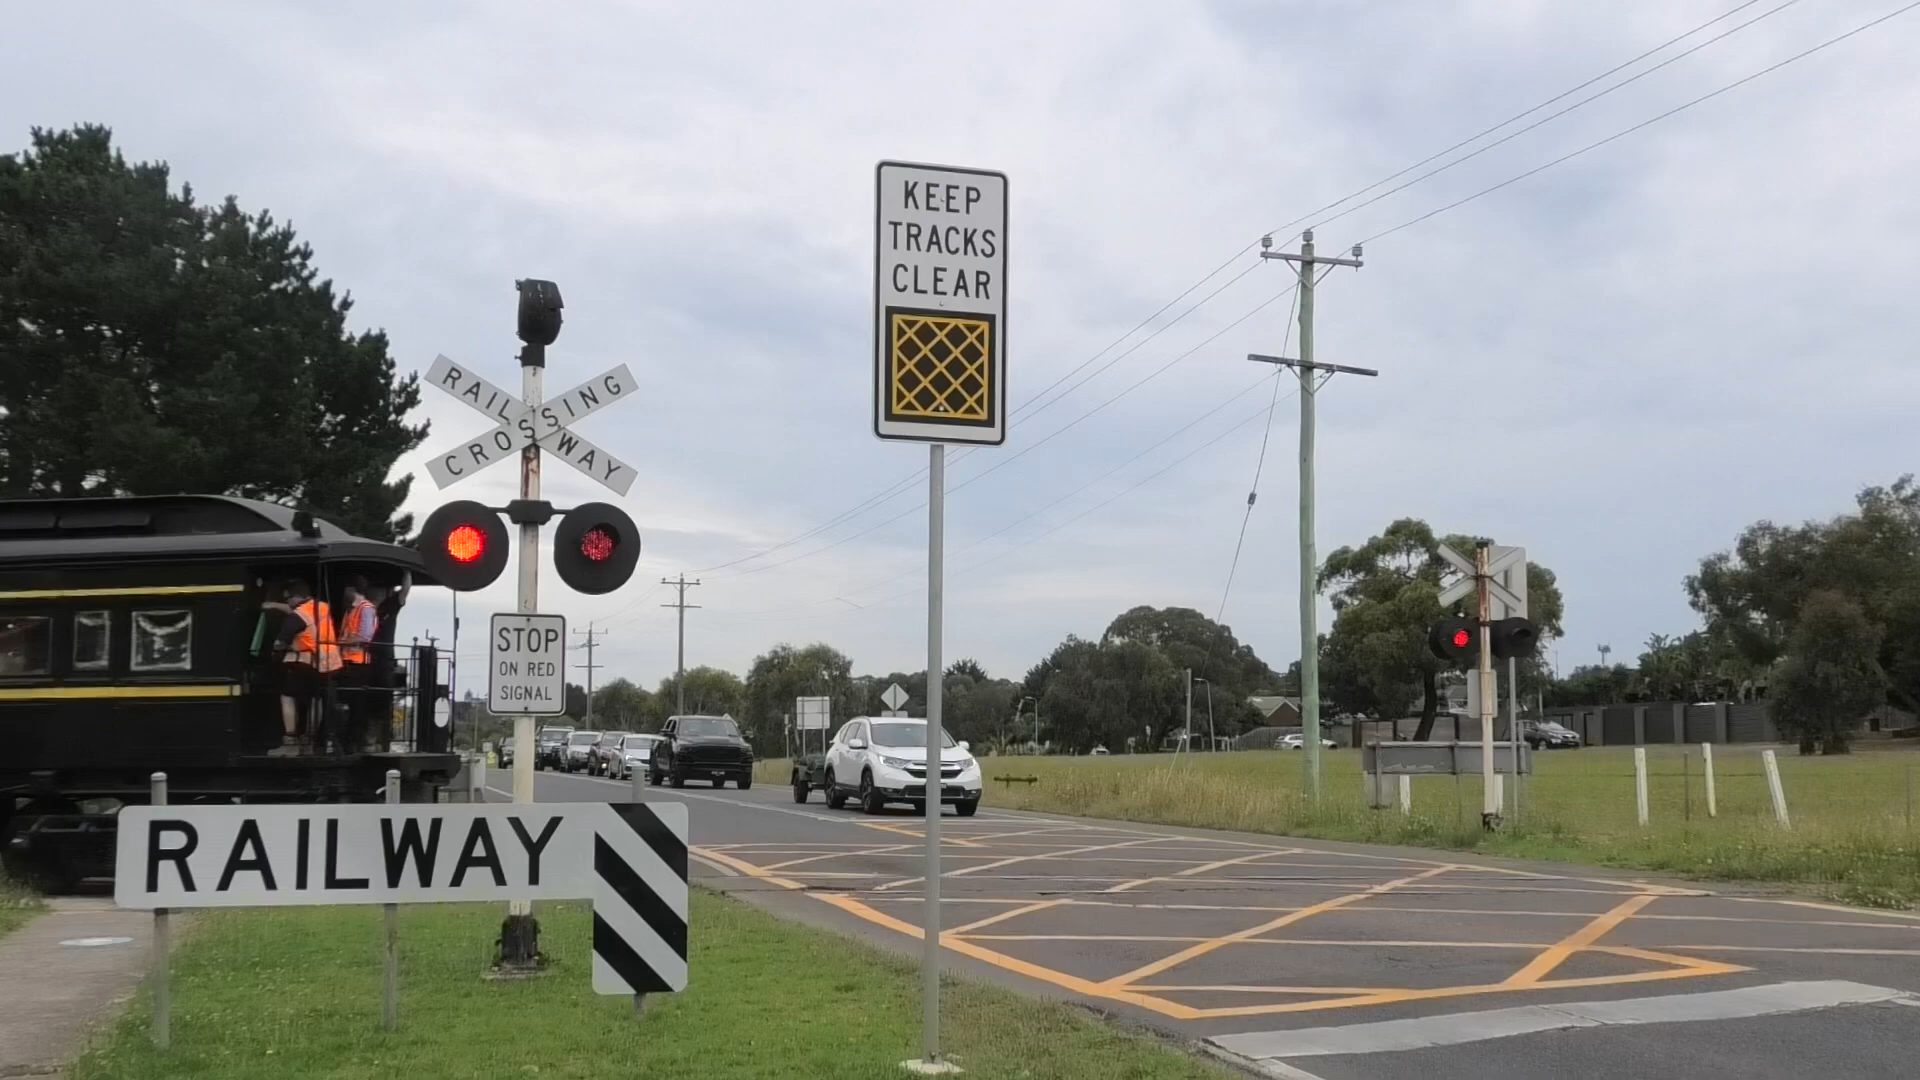 KEEP
TRACKS
CLEAR
RAILWAY
CROSSING
STOP
ON RED
SIGNAL
RAILWAY